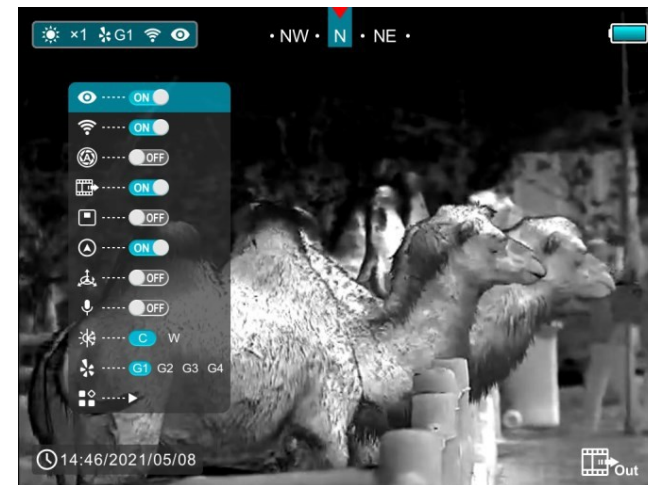 ×1 G1
• NW • N • NE •
ON
ON
OFF
ON
OFF
ON
OFF
OFF
C W
G1 G2 G3 G4
14:46/2021/05/08
Out